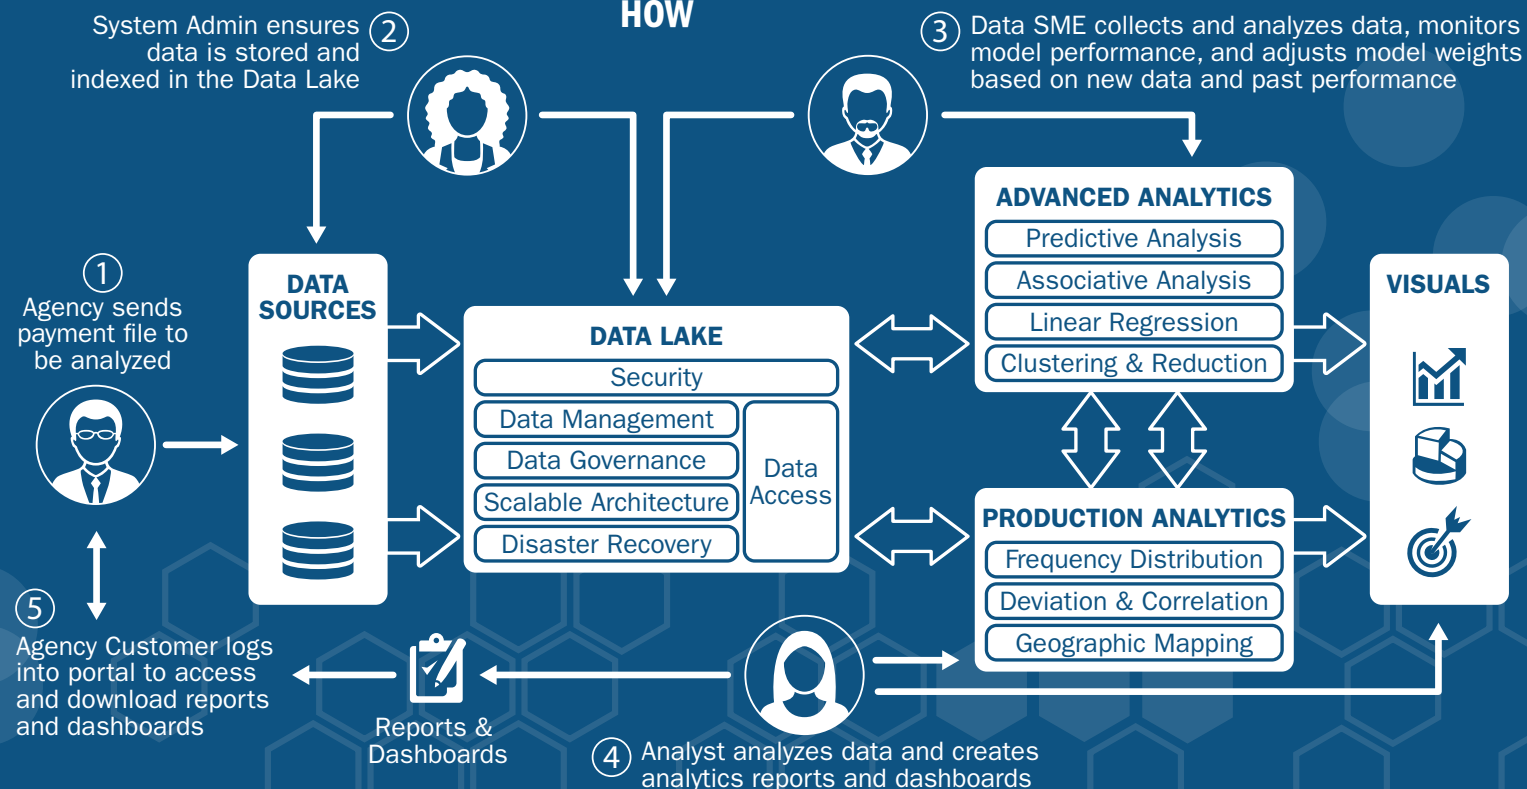 HOW
① Agency sends
payment file to
be analyzed
② System Admin ensures
data is stored and
indexed in the Data Lake
③ Data SME collects and analyzes data, monitors
model performance, and adjusts model weights
based on new data and past performance
DATA
SOURCES
DATA LAKE
Security
Data Management
Data Governance
Scalable Architecture
Disaster Recovery
Data
Access
ADVANCED ANALYTICS
Predictive Analysis
Associative Analysis
Linear Regression
Clustering & Reduction
PRODUCTION ANALYTICS
Frequency Distribution
Deviation & Correlation
Geographic Mapping
VISUALS
④ Analyst analyzes data and creates
analytics reports and dashboards
Reports &
Dashboards
⑤
Agency Customer logs
into portal to access
and download reports
and dashboards